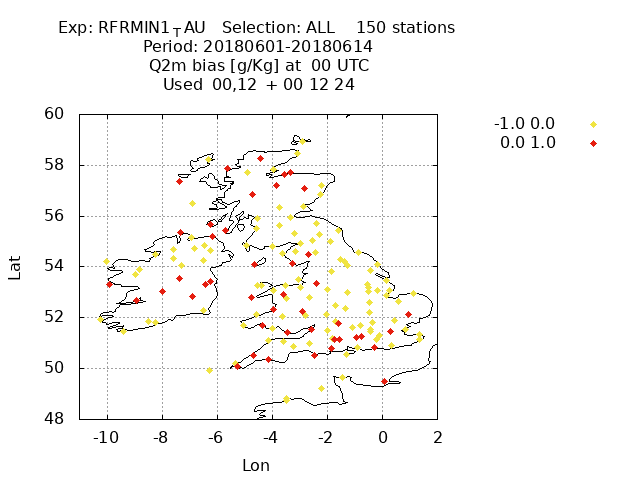 Exp: RFRMIN1_TAU   Selection: ALL    150 stations
Period: 20180601-20180614
Q2m bias [g/Kg] at  00 UTC
Used  00,12  + 00 12 24
-1.0 0.0
0.0 1.0
60
58
56
54
52
50
48
Lat
-10 -8 -6 -4 -2 0 2
Lon